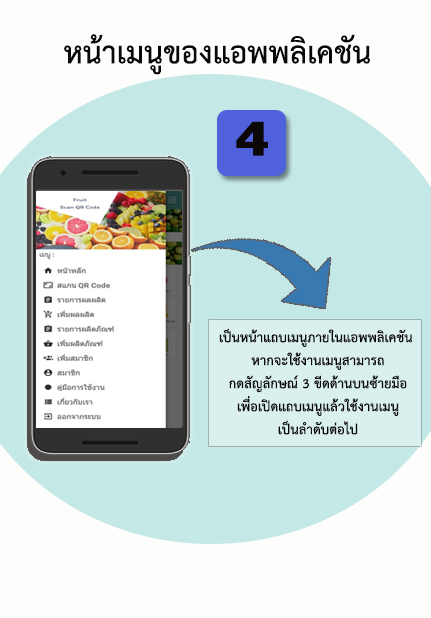 หน้าเมนูของแอพพลิเคชัน
4
Fruit
Scan QR Code
เมนู :
หน้าหลัก
สแกน QR Code
รายการผลผลิต
เพิ่มผลผลิต
รายการผลิตภัณฑ์
เพิ่มผลิตภัณฑ์
เพิ่มสมาชิก
สมาชิก
คู่มือการใช้งาน
เกี่ยวกับเรา
ออกจากระบบ
เป็นหน้าแถบเมนูภายในแอพพลิเคชัน
หากจะใช้งานเมนูสามารถ
กดสัญลักษณ์ 3 ขีดด้านบนซ้ายมือ
เพื่อเปิดแถบเมนูแล้วใช้งานเมนู
เป็นลำดับต่อไป